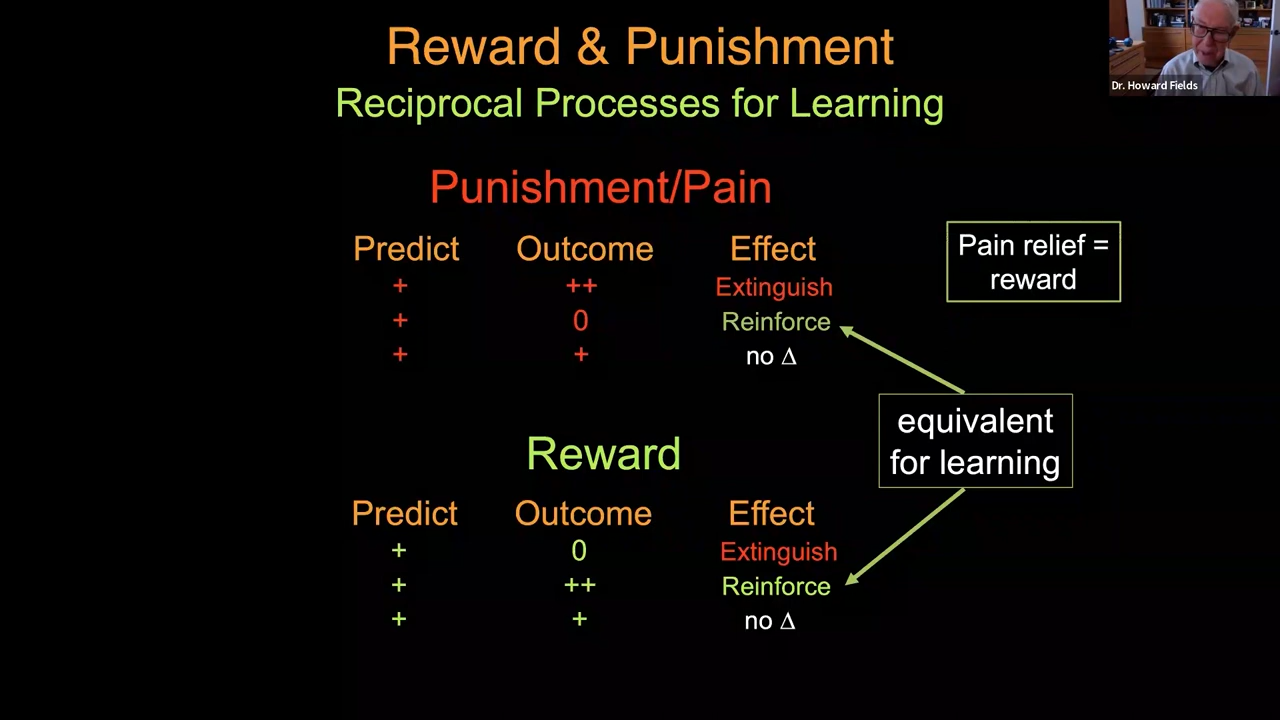 Reward & Punishment
Reciprocal Processes for Learning
Dr. Howard Fields
Punishment/Pain
Predict Outcome Effect
+ ++ Extinguish
+ 0 Reinforce
+ + no Δ
Pain relief =
reward
equivalent
for learning
Reward
Predict Outcome Effect
+ 0 Extinguish
+ ++ Reinforce
+ + no Δ